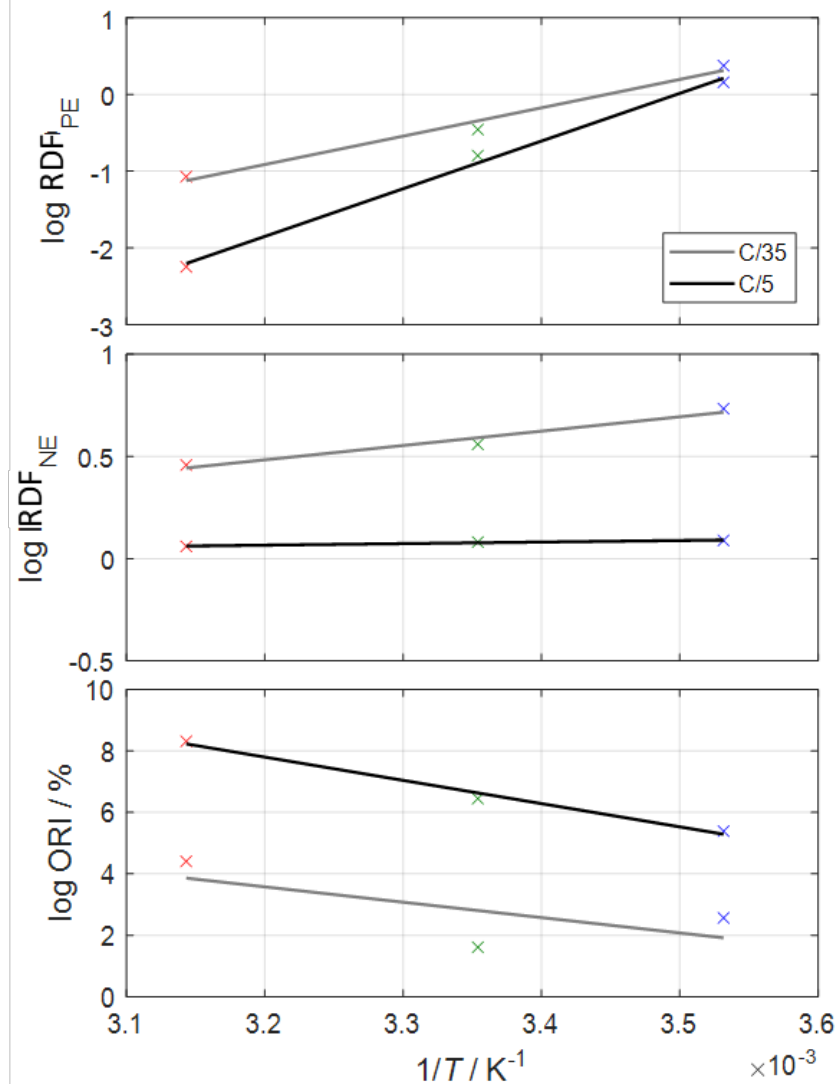 1
0
-1
-2
-3
log RDF_PE
C/35
C/5
1
0.5
0
-0.5
log IRDF_NE
10
8
6
4
2
0
log ORI / %
3.1 3.2 3.3 3.4 3.5 3.6
1/T / K⁻¹
×10⁻³